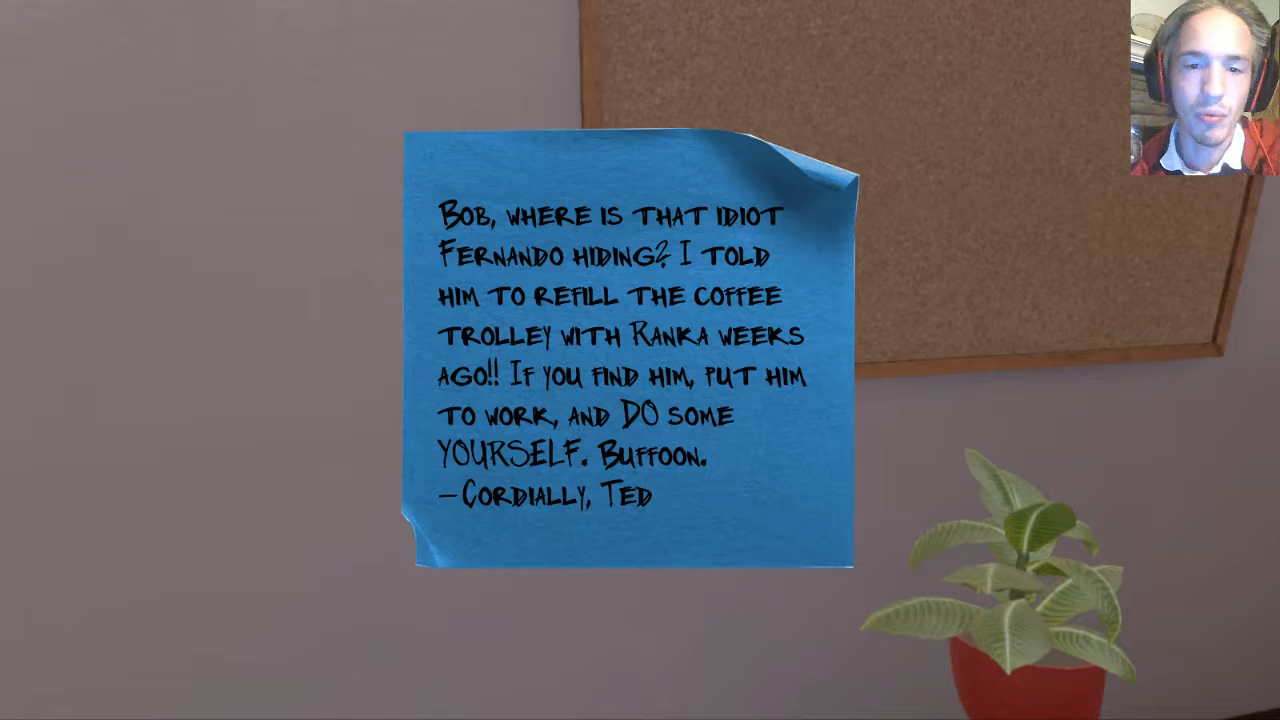 Bob, where is that idiot
Fernando hiding? I told
him to refill the coffee
trolley with Ranka weeks
ago!! If you find him, put him
to work, and DO some
YOURSELF. Buffoon.
–Cordially, Ted